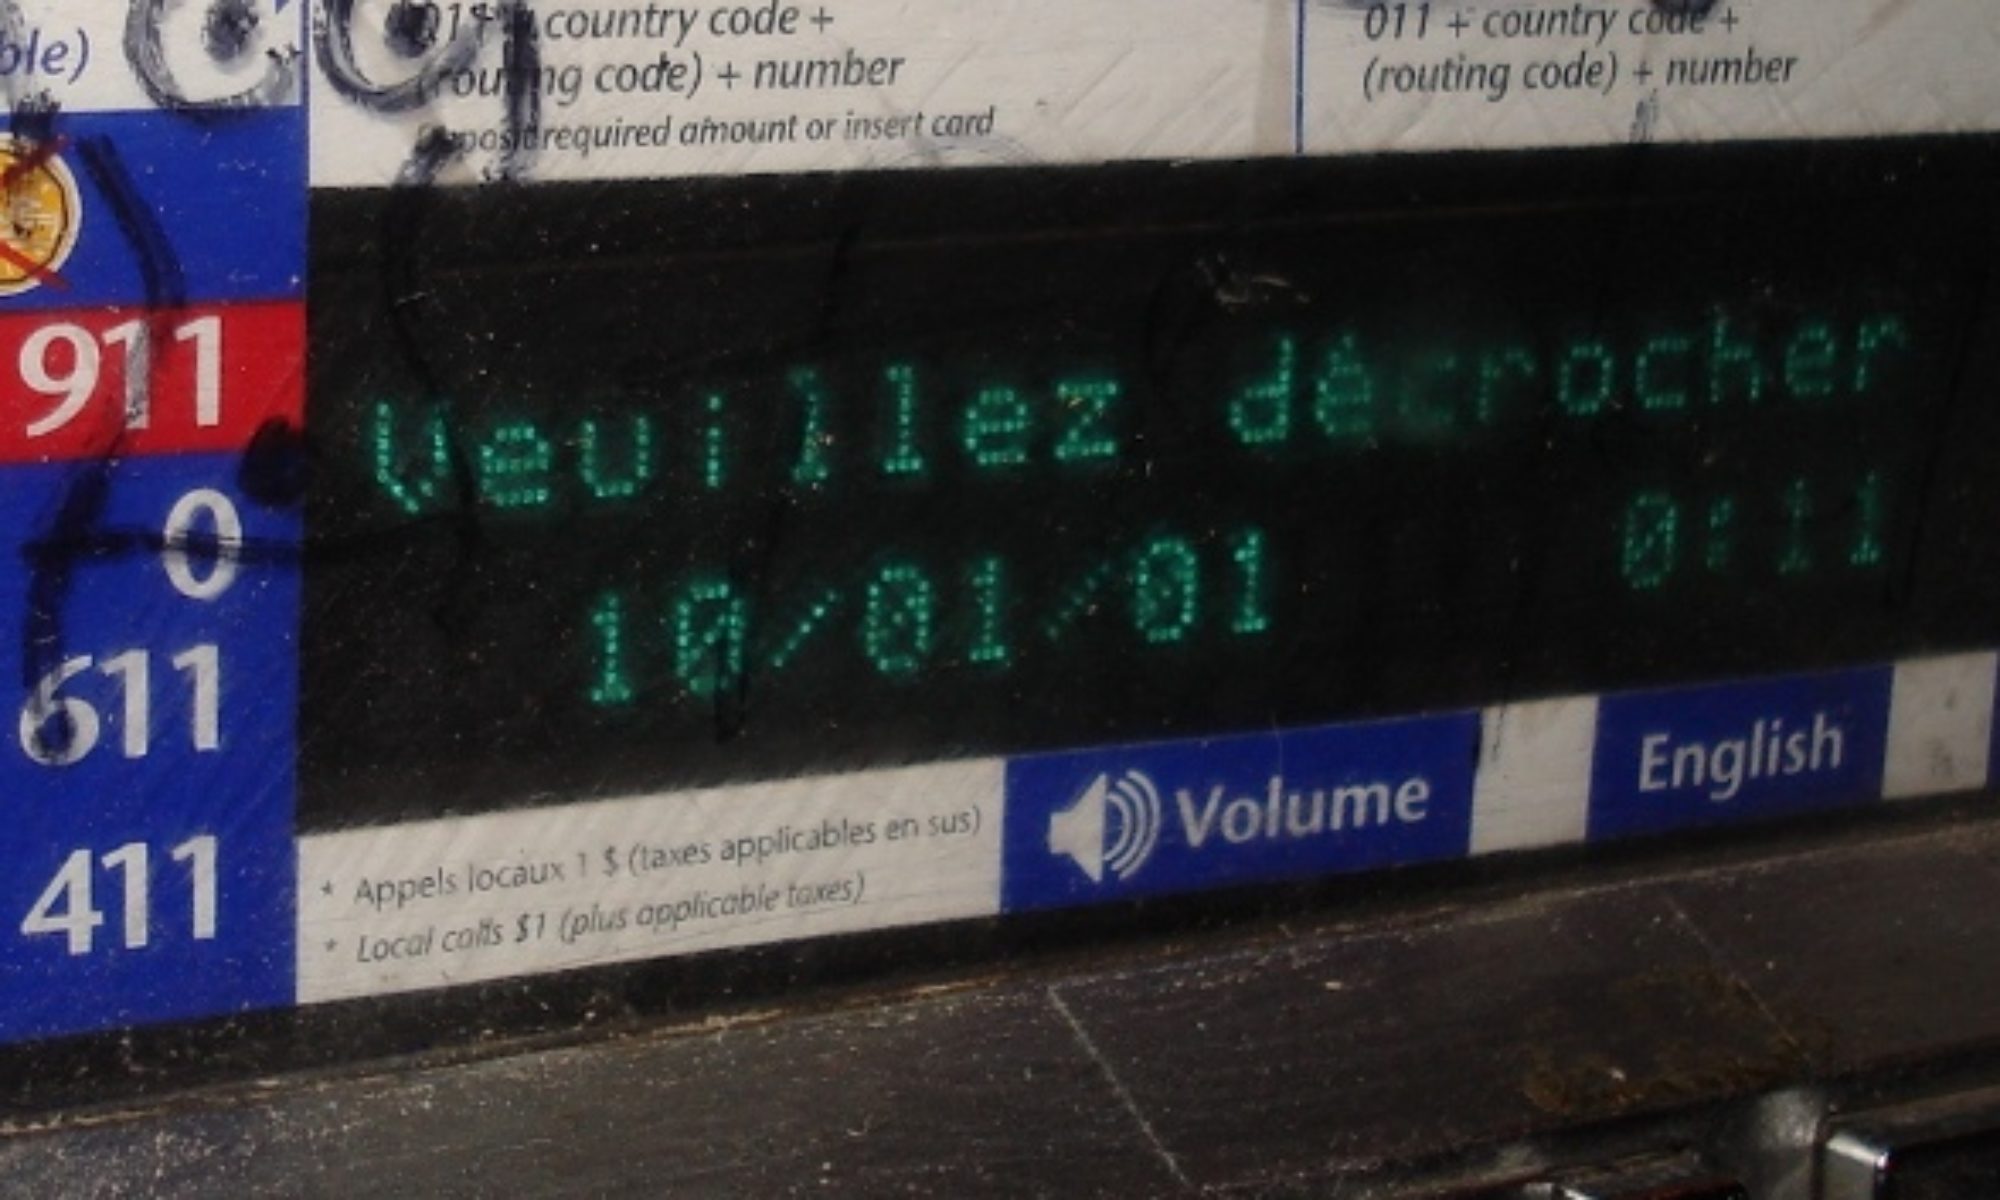 ble)
011 + country code +
(routing code) + number
Deposit required amount or insert card
011 + country code +
(routing code) + number
911
0
611
411
Veuillez décrocher
10/01/01 0:11
* Appels locaux 1 $ (taxes applicables en sus)
* Local calls $1 (plus applicable taxes)
Volume
English